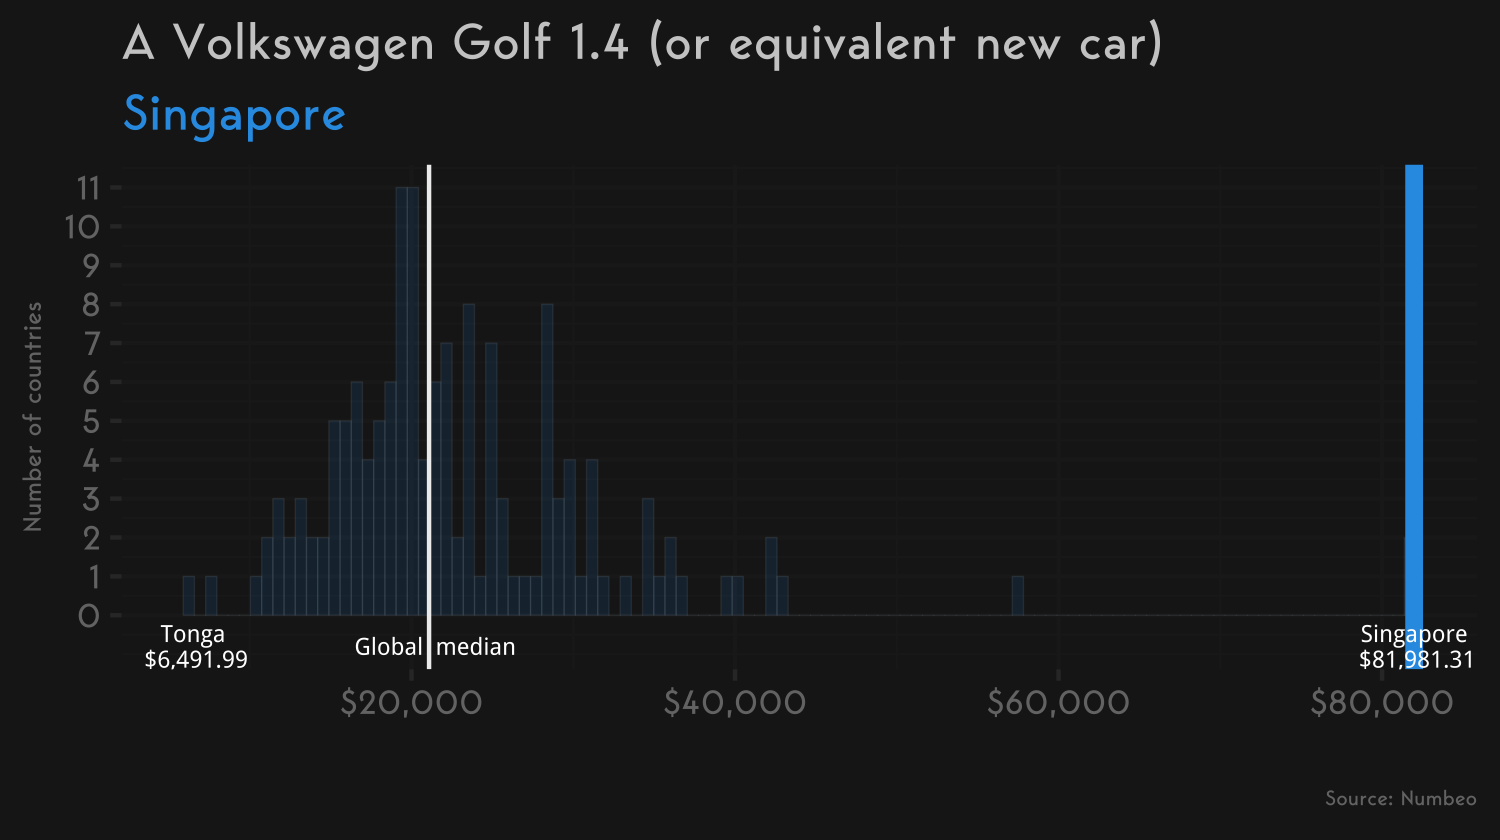 A Volkswagen Golf 1.4 (or equivalent new car)
Singapore
Number of countries
11
10
9
8
7
6
5
4
3
2
1
0
Tonga
$6,491.99
Global median
Singapore
$81,981.31
$20,000 $40,000 $60,000 $80,000
Source: Numbeo